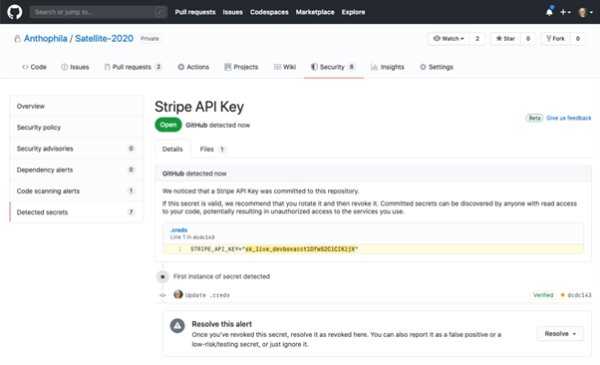 Search or jump to...
/
Pull requests Issues Codespaces Marketplace Explore
Anthophila / Satellite-2020 Private
Watch 2 Star 0 Fork 0
Code Issues Pull requests 2 Actions Projects Wiki Security 8 Insights Settings
Overview
Security policy
Security advisories 0
Dependency alerts 0
Code scanning alerts 1
Detected secrets 7
Stripe API Key
Open GitHub detected now
Beta Give us feedback
Details Files 1
GitHub detected now
We noticed that a Stripe API Key was committed to this repository.
If this secret is valid, we recommend that you rotate it and then revoke it. Committed secrets can be discovered by anyone with read access
to your code, potentially resulting in unauthorized access to the services you use.
.creds
Line 1 in dcdc143
1 STRIPE_API_KEY="sk_live_devboxacct1DfwS2ClCIKljX"
First instance of secret detected
Update .creds Verified dcdc143
Resolve this alert
Once you've revoked this secret, resolve it as revoked here. You can also report it as a false positive or a
low-risk/testing secret, or just ignore it.
Resolve